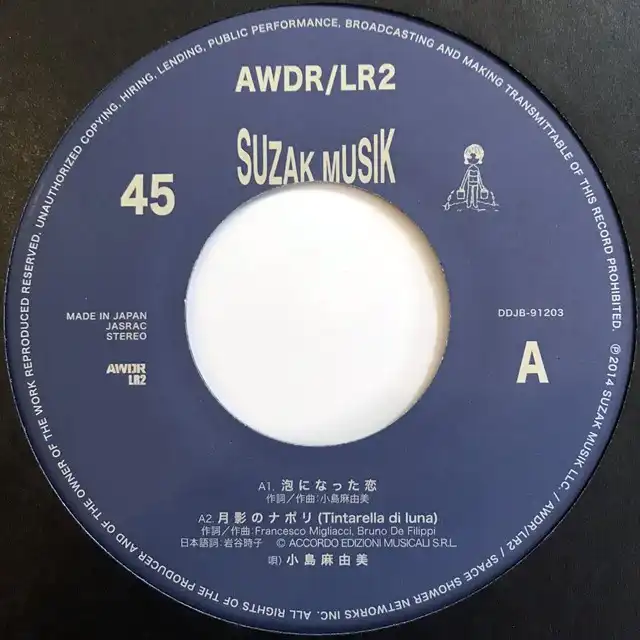 UNAUTHORIZED COPYING, HIRING, LENDING, PUBLIC PERFORMANCE, BROADCASTING AND MAKING TRANSMITTABLE OF THIS RECORD PROHIBITED.
℗2014 SUZAK MUSIK LLC. / AWDR/LR2 / SPACE SHOWER NETWORKS INC. ALL RIGHTS OF THE PRODUCER AND OF THE OWNER OF THE WORK REPRODUCED RESERVED.
AWDR/LR2
SUZAK MUSIK
45
MADE IN JAPAN
JASRAC
STEREO
AWDR
LR2
DDJB-91203
A
A1. 泡になった恋
作詞/作曲:小島麻由美
A2. 月影のナポリ (Tintarella di luna)
作詞/作曲:Francesco Migliacci, Bruno De Filippi
日本語詞:岩谷時子 © ACCORDO EDIZIONI MUSICALI S.R.L.
唄) 小島麻由美